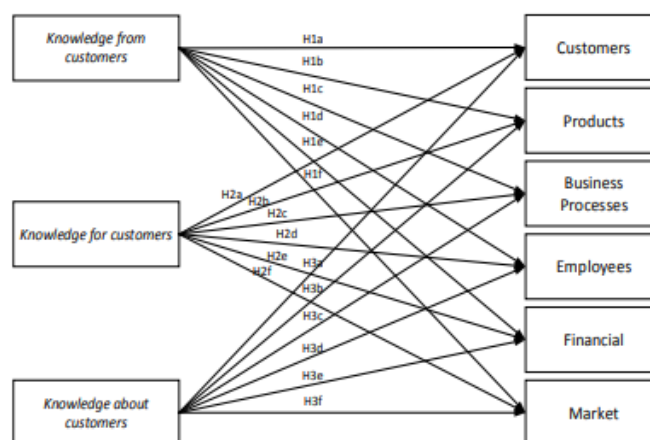 Knowledge from
customers
H1a
H1b
H1c
H1d
H1e
H1f
Customers
Products
Business
Processes
Knowledge for customers
H2a
H2b
H2c
H2d
H2e
H2f
Employees
Financial
Knowledge about
customers
H3a
H3b
H3c
H3d
H3e
H3f
Market